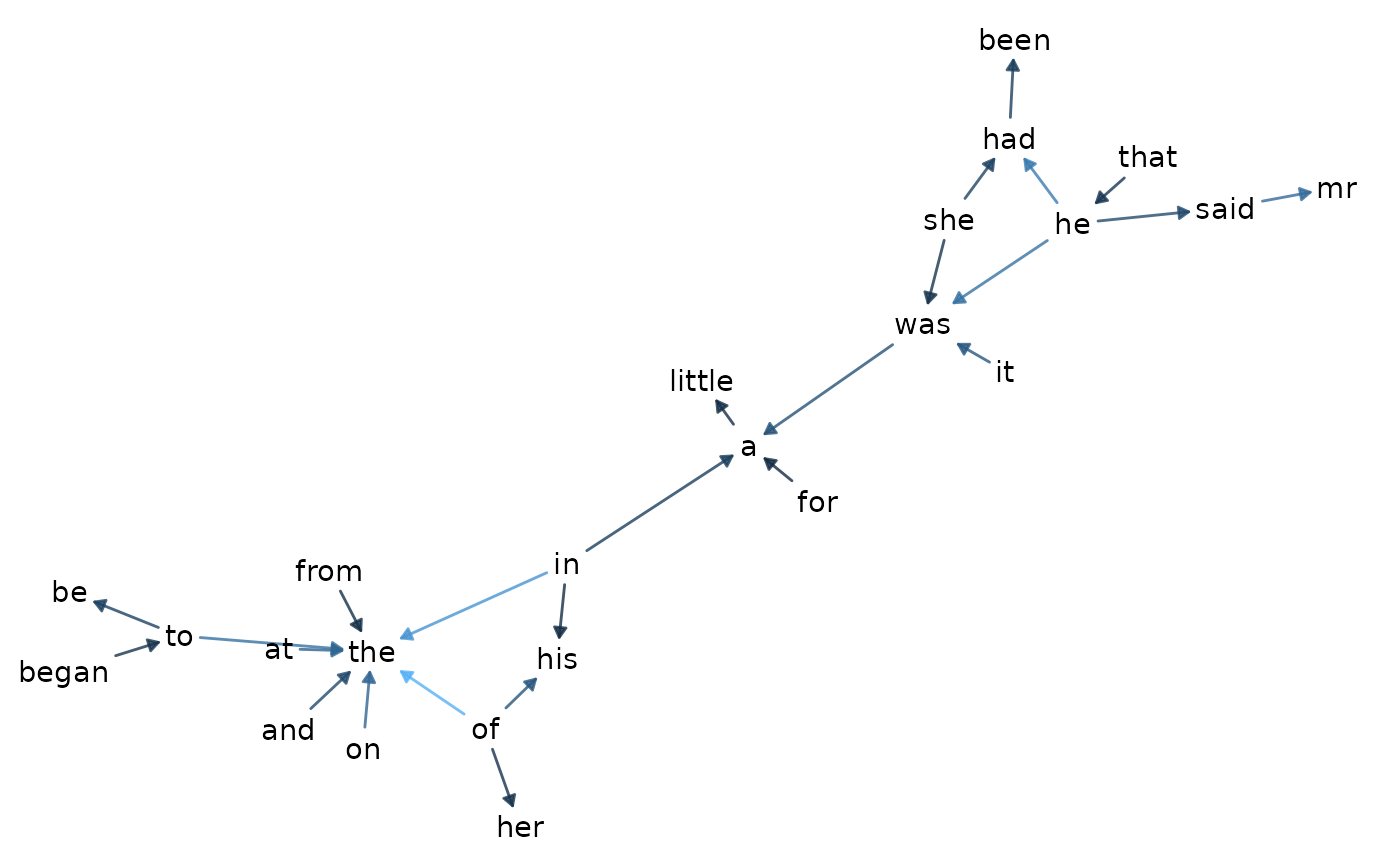 been
had
that
mr
said
she
he
was
it
little
a
for
in
from
be
to
at
the
his
began
and
of
on
her